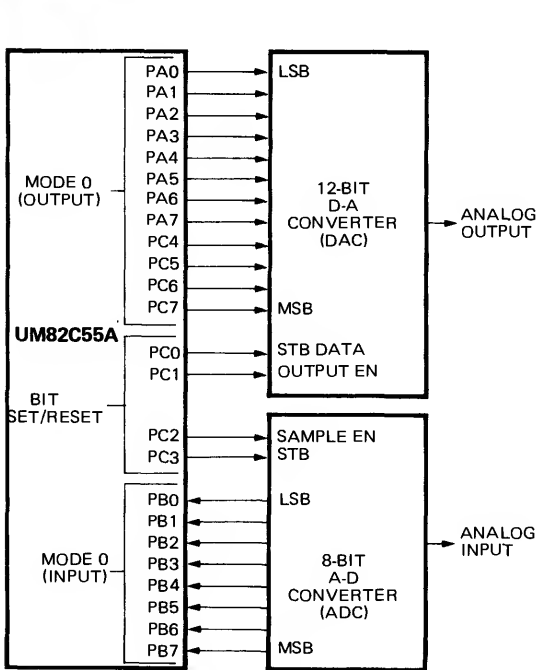 MODE 0
(OUTPUT)
PA0
PA1
PA2
PA3
PA4
PA5
PA6
PA7
PC4
PC5
PC6
PC7
LSB
12-BIT
D-A
CONVERTER
(DAC)
MSB
ANALOG
OUTPUT
UM82C55A
BIT
SET/RESET
PC0
PC1
PC2
PC3
STB DATA
OUTPUT EN
SAMPLE EN
STB
MODE 0
(INPUT)
PB0
PB1
PB2
PB3
PB4
PB5
PB6
PB7
LSB
8-BIT
A-D
CONVERTER
(ADC)
MSB
ANALOG
INPUT